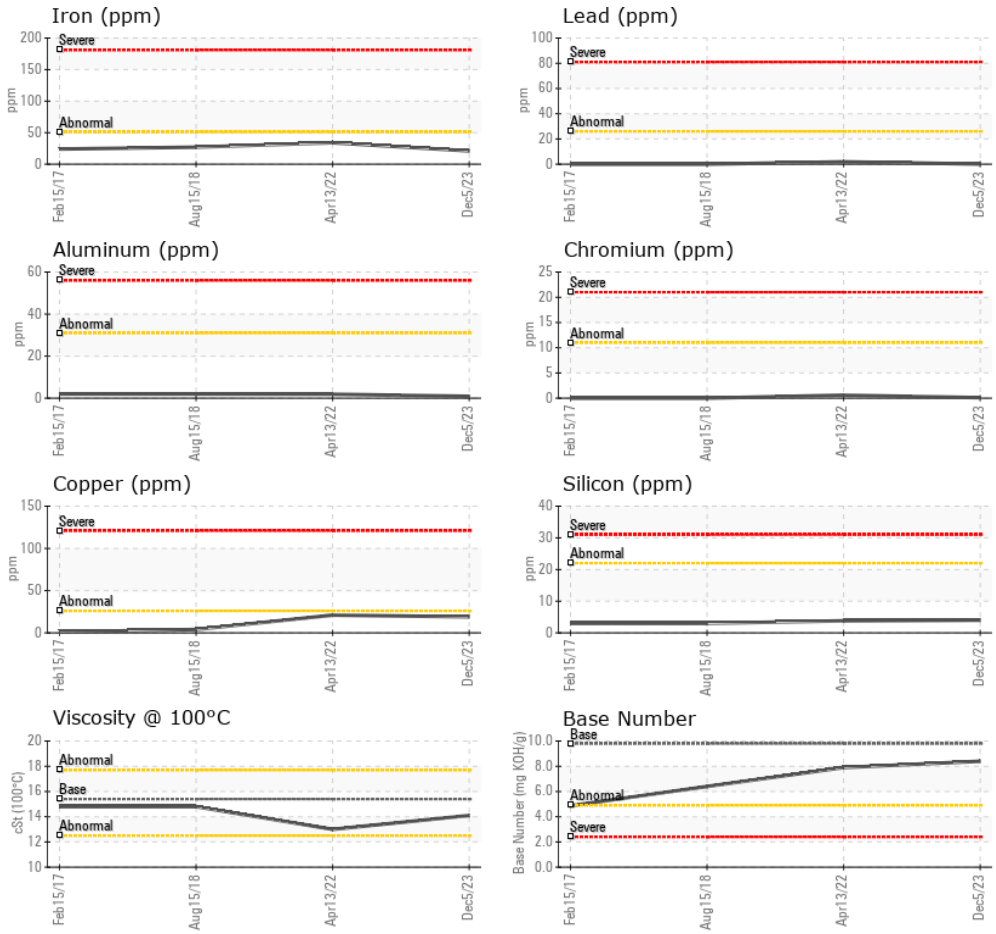 Iron (ppm)
200
150
100
50
0
ppm
Severe
Abnormal
Feb15/17
Aug15/18
Apr13/22
Dec5/23
Lead (ppm)
100
80
60
40
20
0
ppm
Severe
Abnormal
Feb15/17
Aug15/18
Apr13/22
Dec5/23
Aluminum (ppm)
60
40
20
0
ppm
Severe
Abnormal
Feb15/17
Aug15/18
Apr13/22
Dec5/23
Chromium (ppm)
25
20
15
10
5
0
ppm
Severe
Abnormal
Feb15/17
Aug15/18
Apr13/22
Dec5/23
Copper (ppm)
150
100
50
0
ppm
Severe
Abnormal
Feb15/17
Aug15/18
Apr13/22
Dec5/23
Silicon (ppm)
40
30
20
10
0
ppm
Severe
Abnormal
Feb15/17
Aug15/18
Apr13/22
Dec5/23
Viscosity @ 100°C
20
18
16
14
12
10
cSt (100°C)
Abnormal
Base
Abnormal
Feb15/17
Aug15/18
Apr13/22
Dec5/23
Base Number
10.0
8.0
6.0
4.0
2.0
0.0
Base Number (mg KOH/g)
Base
Abnormal
Severe
Feb15/17
Aug15/18
Apr13/22
Dec5/23